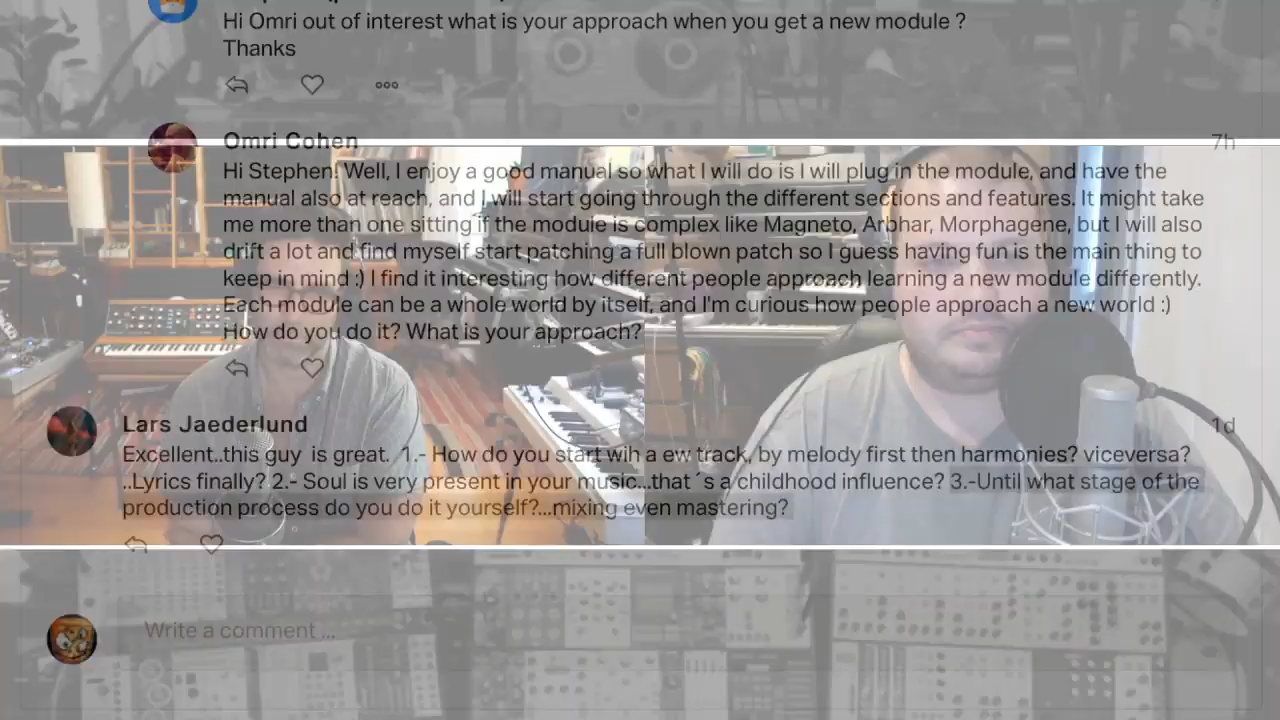 Hi Omri out of interest what is your approach when you get a new module ?
Thanks
Omri Cohen
7h
Hi Stephen! Well, I enjoy a good manual so what I will do is I will plug in the module, and have the
manual also at reach, and I will start going through the different sections and features. It might take
me more than one sitting if the module is complex like Magneto, Arbhar, Morphagene, but I will also
drift a lot and find myself start patching a full blown patch so I guess having fun is the main thing to
keep in mind :) I find it interesting how different people approach learning a new module differently.
Each module can be a whole world by itself, and I'm curious how people approach a new world :)
How do you do it? What is your approach?
Lars Jaederlund
1d
Excellent..this guy is great. 1.- How do you start wih a ew track, by melody first then harmonies? viceversa?
..Lyrics finally? 2.- Soul is very present in your music...that ´s a childhood influence? 3.-Until what stage of the
production process do you do it yourself?...mixing even mastering?
Write a comment ...